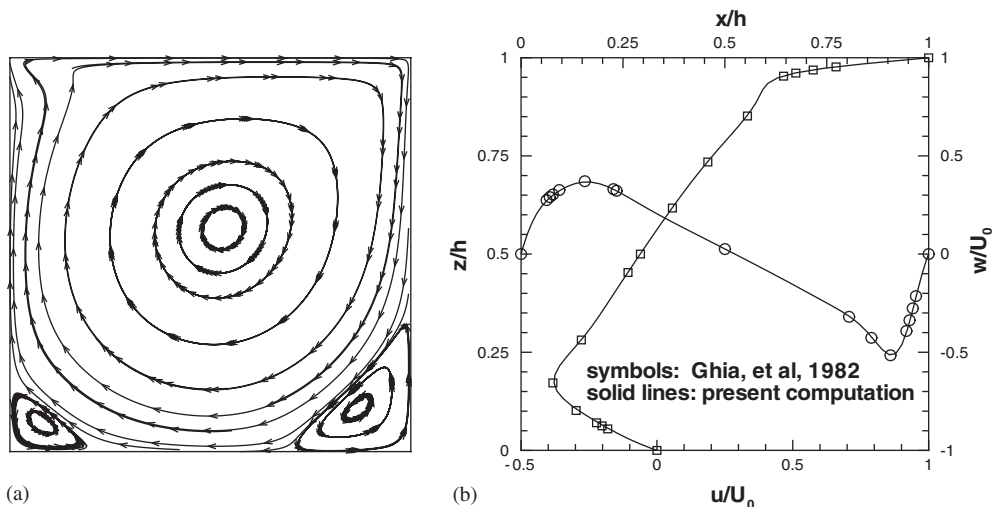 x/h
0 0.25 0.5 0.75 1
1 1
0.75 0.5
z/h
0.5 0
w/U0
0.25 -0.5
symbols: Ghia, et al, 1982
solid lines: present computation
0 -1
-0.5 0 0.5 1
u/U0
(a)
(b)